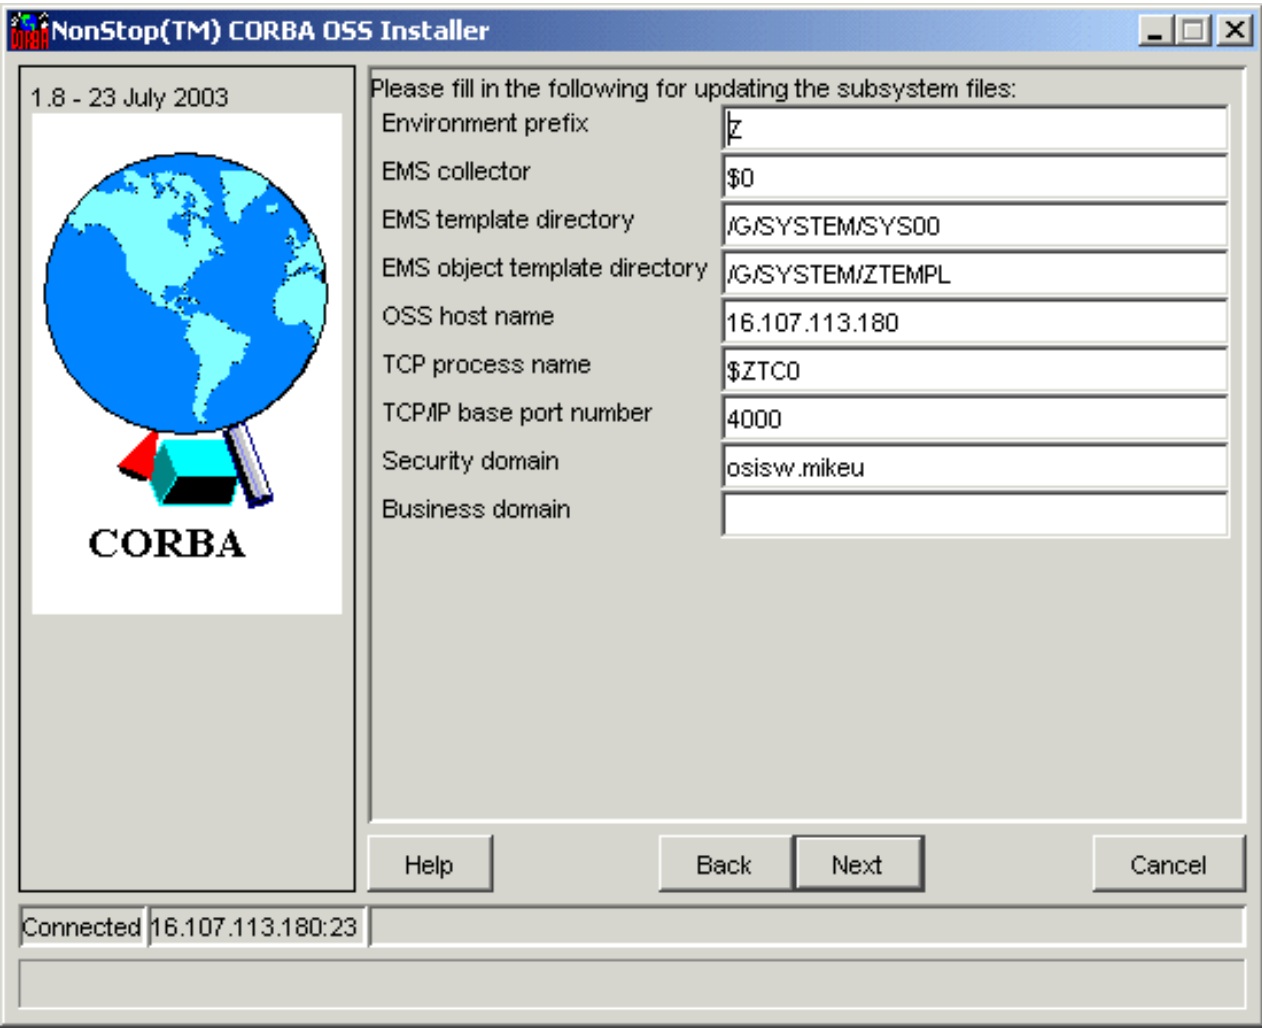 NonStop(TM) CORBA OSS Installer
1.8 - 23 July 2003
CORBA
Please fill in the following for updating the subsystem files:
Environment prefix Z
EMS collector $0
EMS template directory /G/SYSTEM/SYS00
EMS object template directory /G/SYSTEM/ZTEMPL
OSS host name 16.107.113.180
TCP process name $ZTC0
TCP/IP base port number 4000
Security domain osisw.mikeu
Business domain
Help Back Next Cancel
Connected 16.107.113.180:23